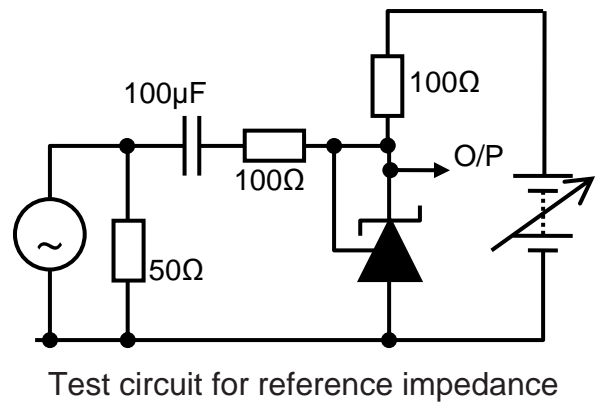 100µF
100Ω
100Ω
O/P
50Ω
~
Test circuit for reference impedance